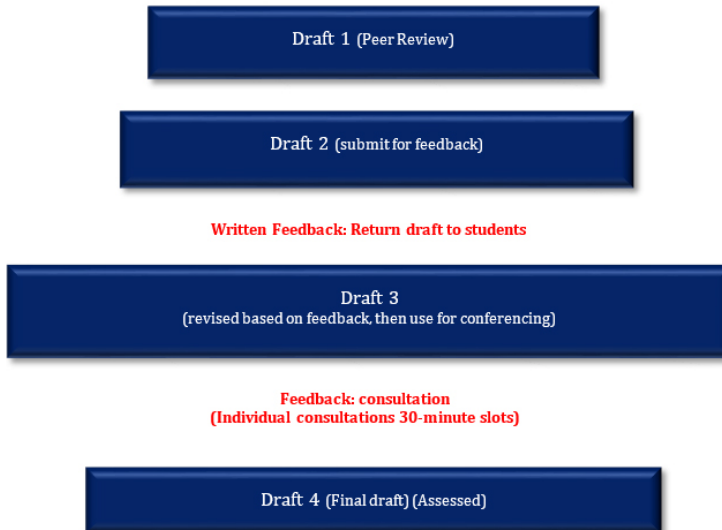 Draft 1 (Peer Review)
Draft 2 (submit for feedback)
Written Feedback: Return draft to students
Draft 3
(revised based on feedback, then use for conferencing)
Feedback: consultation
(Individual consultations 30-minute slots)
Draft 4 (Final draft) (Assessed)